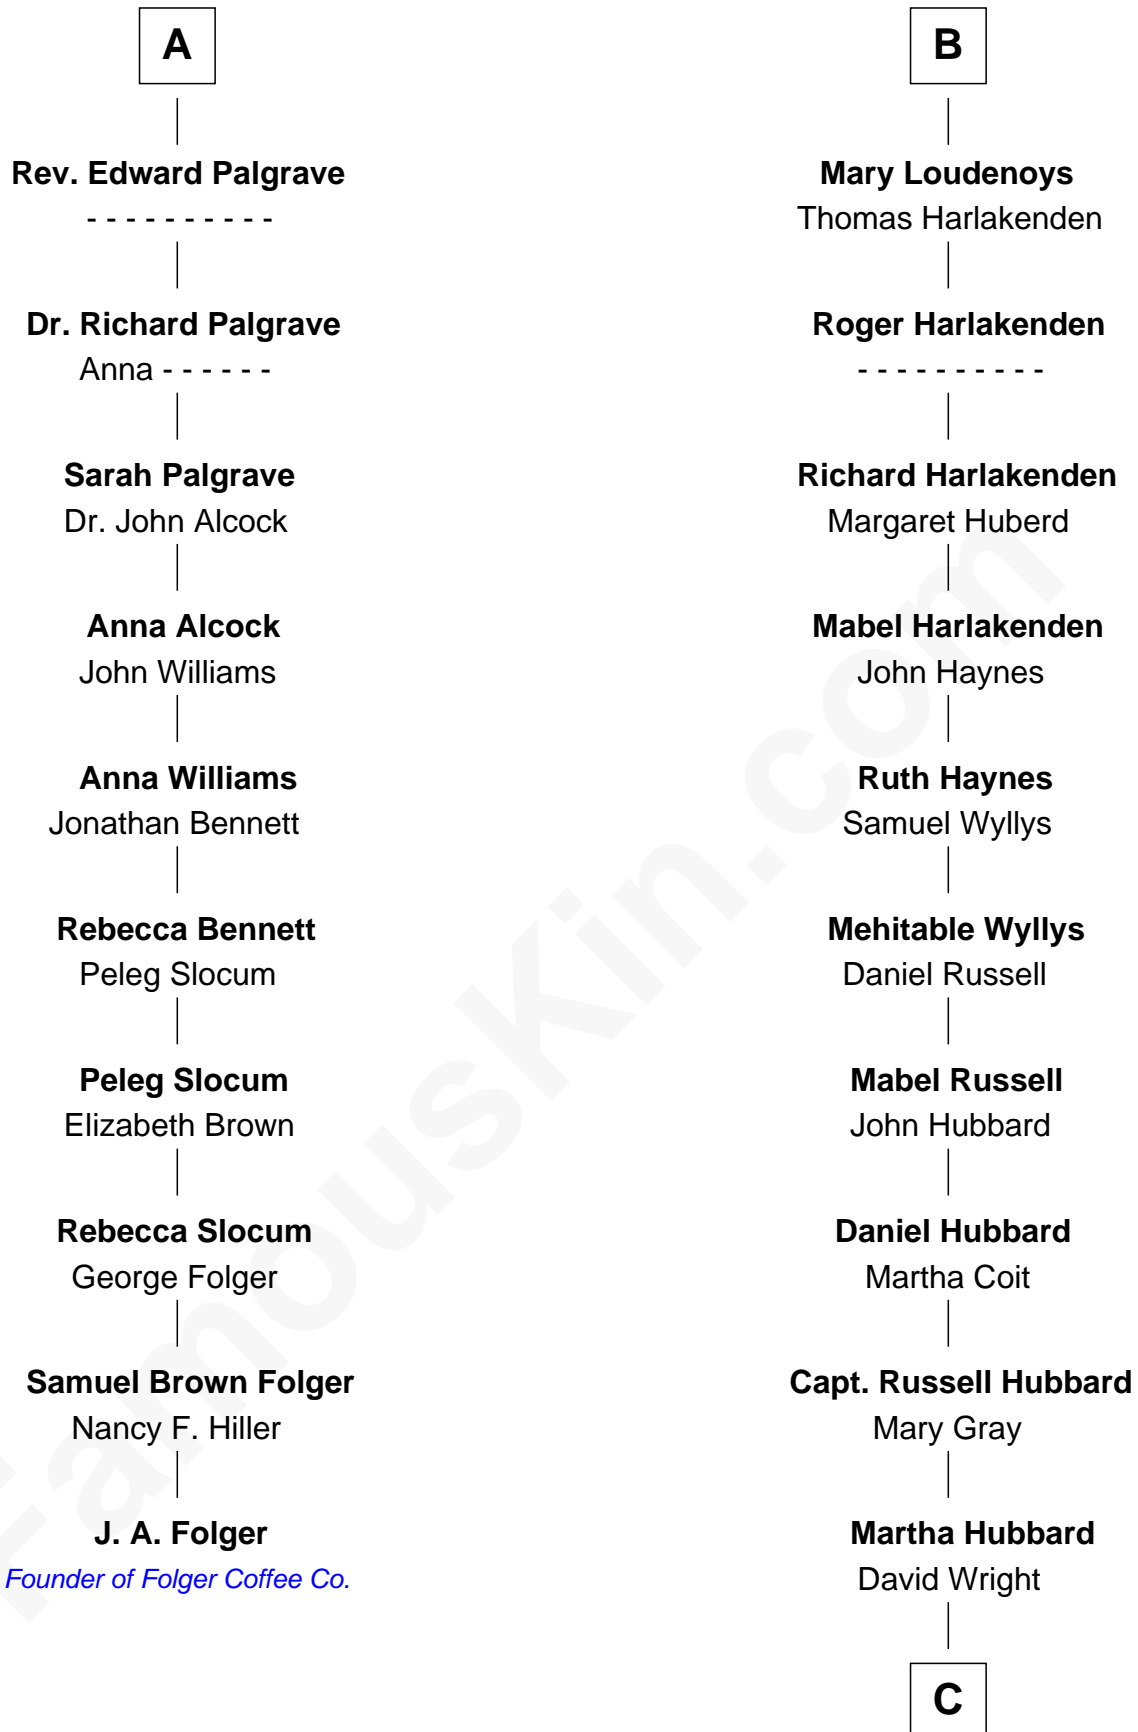 A
Rev. Edward Palgrave
- - - - - - - - - -
Dr. Richard Palgrave
Anna - - - - - -
Sarah Palgrave
Dr. John Alcock
Anna Alcock
John Williams
Anna Williams
Jonathan Bennett
Rebecca Bennett
Peleg Slocum
Peleg Slocum
Elizabeth Brown
Rebecca Slocum
George Folger
Samuel Brown Folger
Nancy F. Hiller
J. A. Folger
Founder of Folger Coffee Co.
B
Mary Loudenoys
Thomas Harlakenden
Roger Harlakenden
- - - - - - - - - -
Richard Harlakenden
Margaret Huberd
Mabel Harlakenden
John Haynes
Ruth Haynes
Samuel Wyllys
Mehitable Wyllys
Daniel Russell
Mabel Russell
John Hubbard
Daniel Hubbard
Martha Coit
Capt. Russell Hubbard
Mary Gray
Martha Hubbard
David Wright
C
FamousKin.com